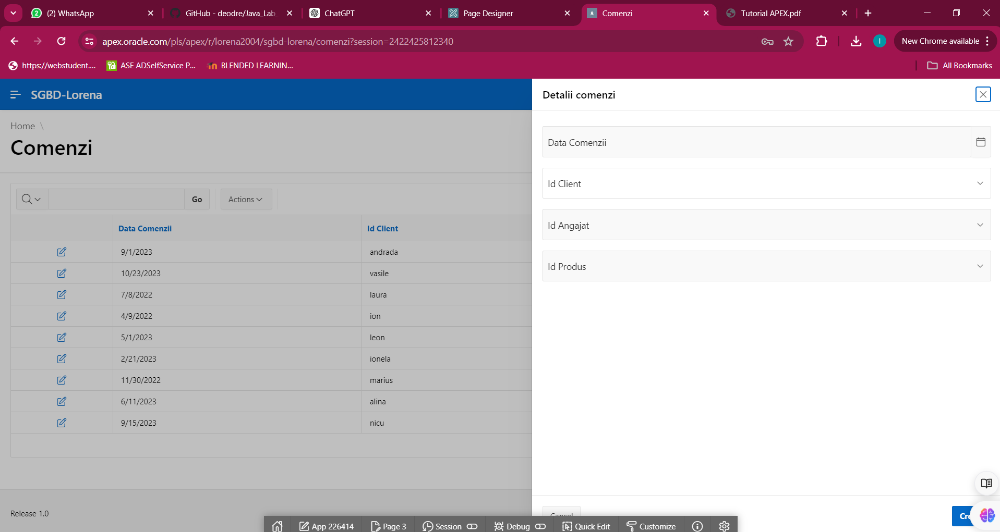 (2) WhatsApp
GitHub - deodre/Java_Lab_
ChatGPT
Page Designer
Comenzi
Tutorial APEX.pdf
apex.oracle.com/pls/apex/r/lorena2004/sgbd-lorena/comenzi?session=2422425812340
New Chrome available
https://webstudent....
ASE ADSelfService P...
BLENDED LEARNIN...
All Bookmarks
SGBD-Lorena
Home \
Comenzi
Go
Actions
Data Comenzii Id Client
9/1/2023 andrada
10/23/2023 vasile
7/8/2022 laura
4/9/2022 ion
5/1/2023 leon
2/21/2023 ionela
11/30/2022 marius
6/11/2023 alina
9/15/2023 nicu
Release 1.0
Detalii comenzi
Data Comenzii
Id Client
Id Angajat
Id Produs
Cancel
App 226414
Page 3
Session
Debug
Quick Edit
Customize